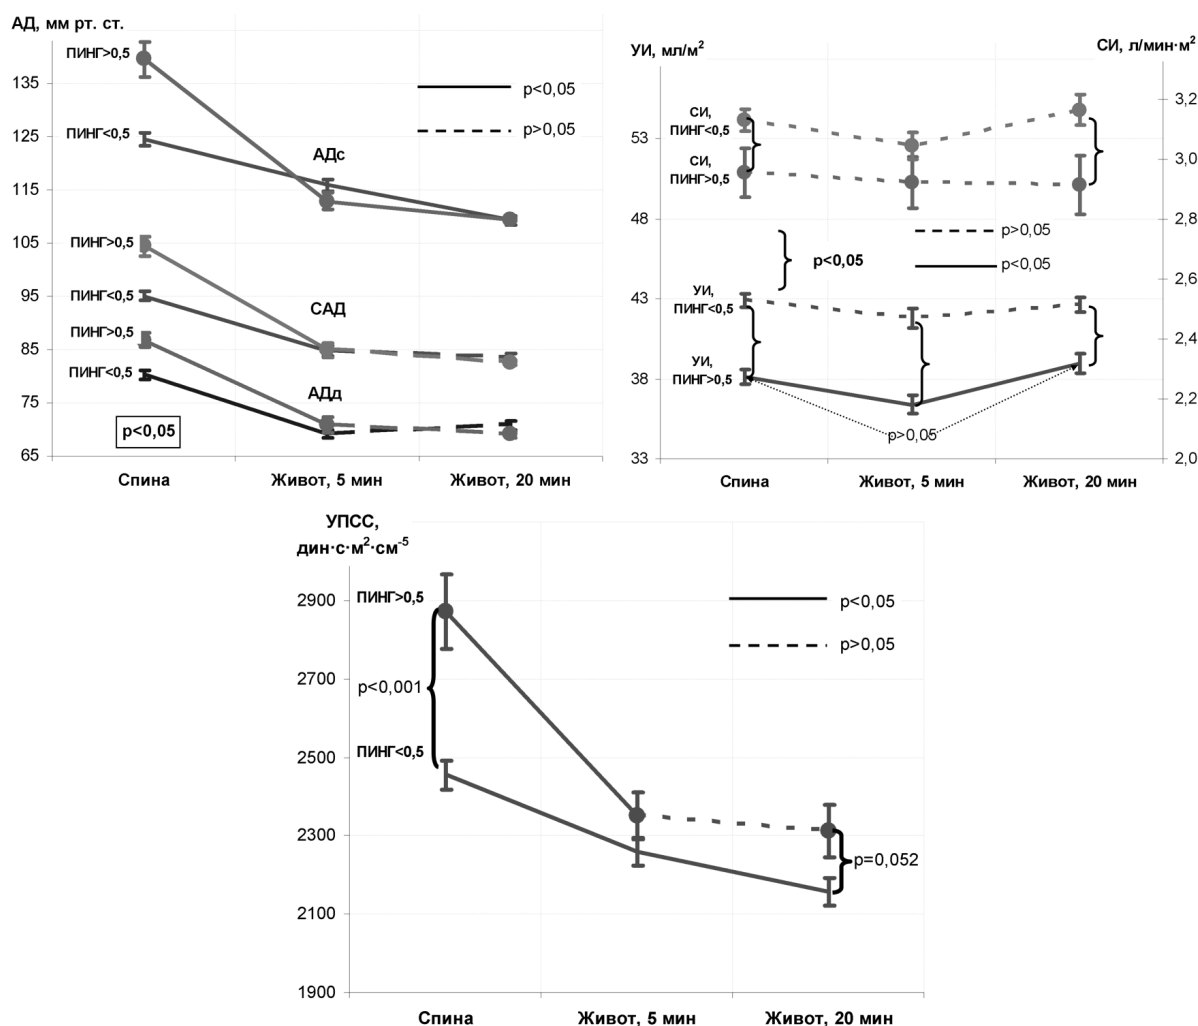 АД, мм рт. ст.
ПИНГ>0,5
135
p<0,05
125
ПИНГ<0,5
p>0,05
АДс
115
105
ПИНГ>0,5
95
ПИНГ<0,5
САД
ПИНГ>0,5
85
ПИНГ<0,5
АДд
75
p<0,05
65
Спина Живот, 5 мин Живот, 20 мин
УИ, мл/м²
СИ, л/мин·м²
3,2
СИ,
ПИНГ<0,5
53
3,0
СИ,
ПИНГ>0,5
48
2,8
p>0,05
p<0,05
p<0,05
2,6
УИ,
ПИНГ<0,5
43
2,4
УИ,
ПИНГ>0,5
38
2,2
p>0,05
33
2,0
Спина Живот, 5 мин Живот, 20 мин
УПСС,
дин·с·м²·см⁻⁵
ПИНГ>0,5
2900
p<0,05
p>0,05
2700
p<0,001
ПИНГ<0,5
2500
2300
p=0,052
2100
1900
Спина Живот, 5 мин Живот, 20 мин